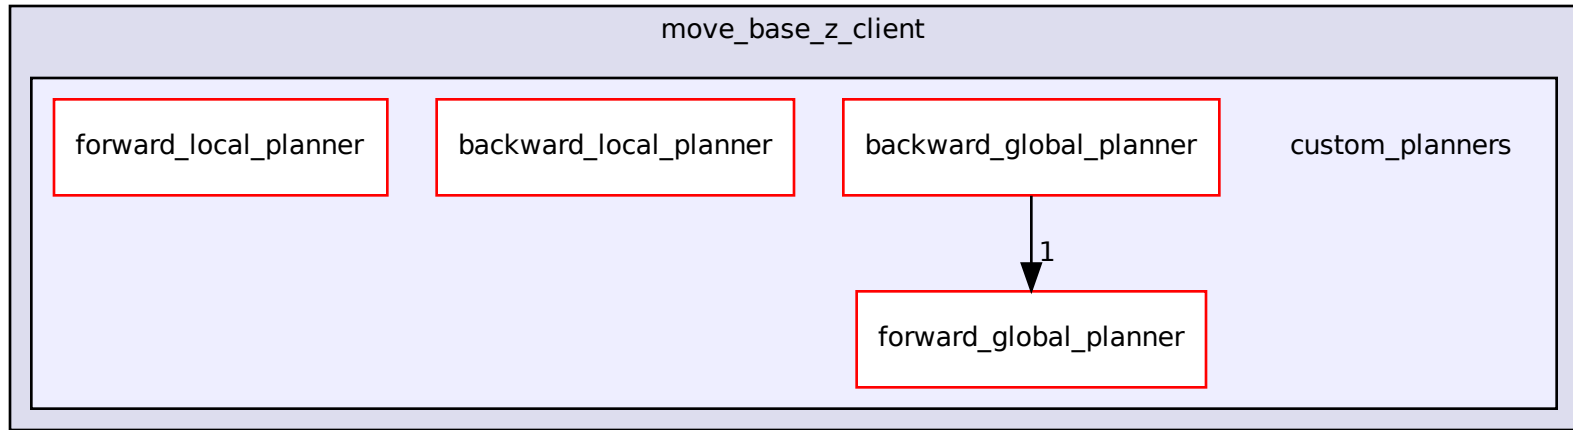 move_base_z_client
forward_local_planner
backward_local_planner
backward_global_planner
custom_planners
1
forward_global_planner